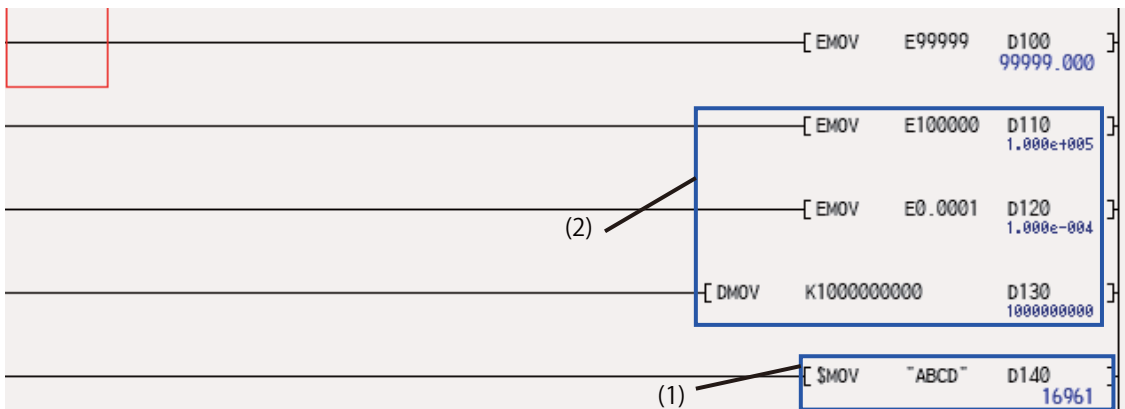 [ EMOV E99999 D100 ]
99999.000
[ EMOV E100000 D110 ]
1.000e+005
[ EMOV E0.0001 D120 ]
1.000e-004
(2)
[ DMOV K1000000000 D130 ]
1000000000
[ $MOV "ABCD" D140 ]
16961
(1)